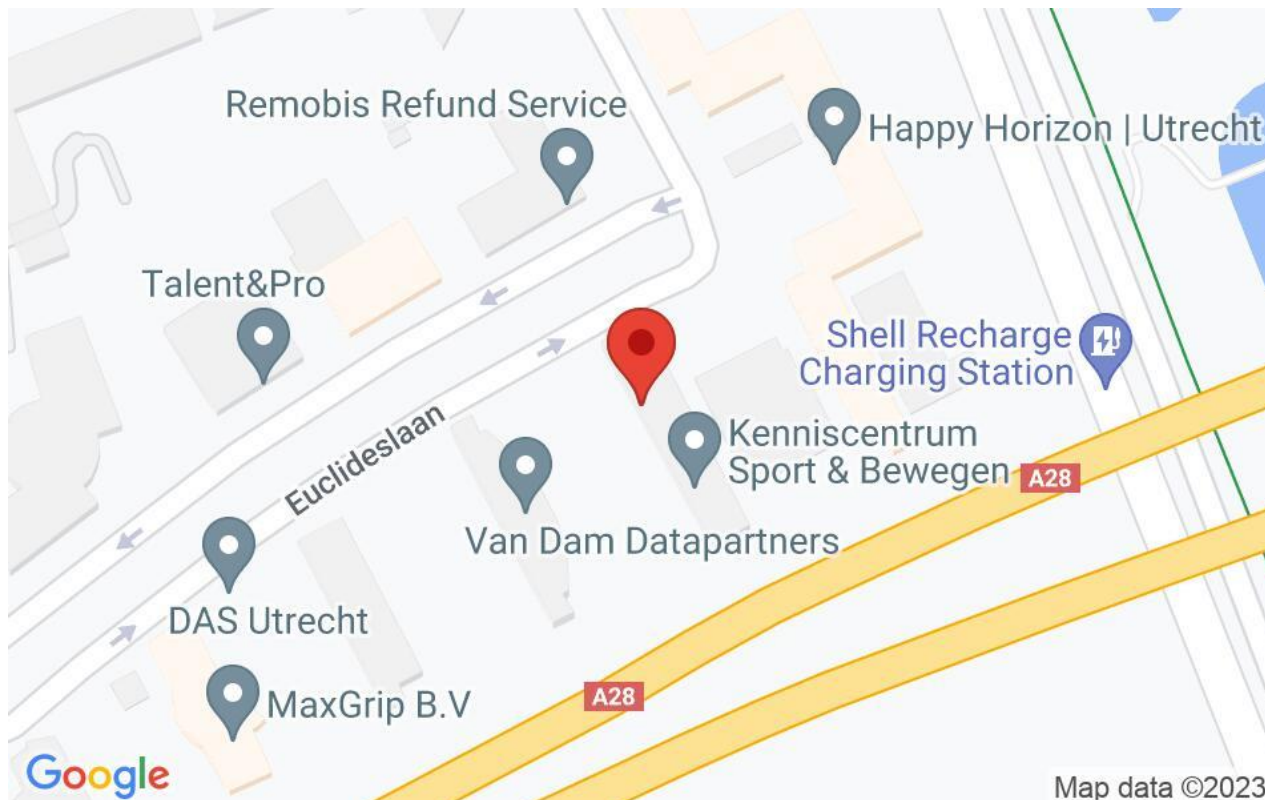 Remobis Refund Service
Happy Horizon | Utrecht
Talent&Pro
Shell Recharge
Charging Station
Euclideslaan
Kenniscentrum
Sport & Bewegen
A28
Van Dam Datapartners
DAS Utrecht
MaxGrip B.V
A28
Google
Map data ©2023